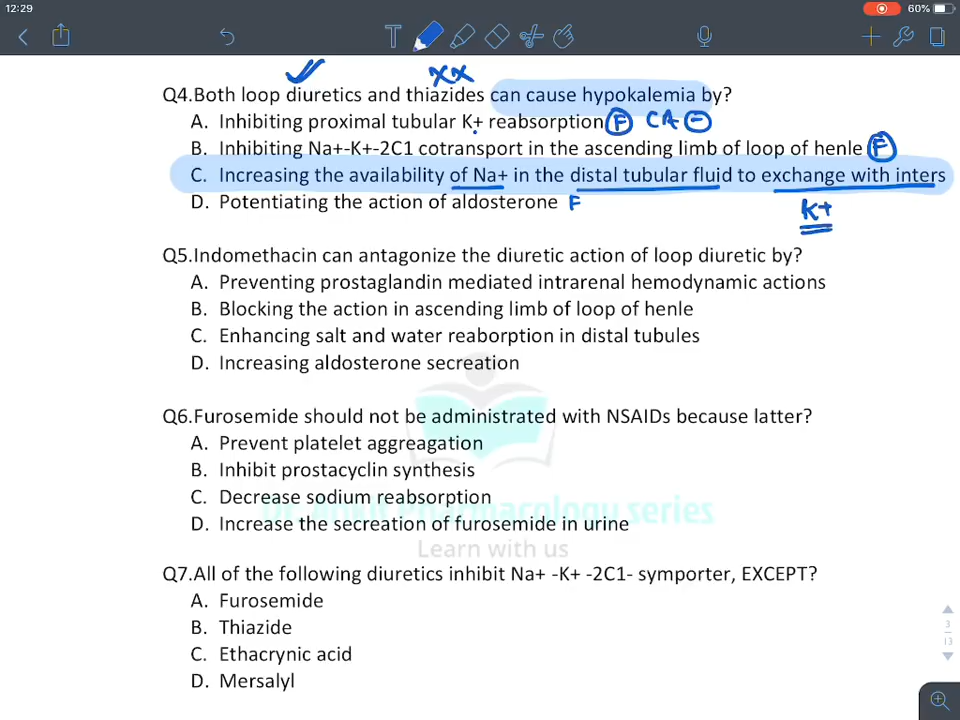 12:29
60%
T
XX
Q4.Both loop diuretics and thiazides can cause hypokalemia by?
A. Inhibiting proximal tubular K+ reabsorption F CA -
B. Inhibiting Na+-K+-2C1 cotransport in the ascending limb of loop of henle F
C. Increasing the availability of Na+ in the distal tubular fluid to exchange with inters
D. Potentiating the action of aldosterone F
K+
Q5.Indomethacin can antagonize the diuretic action of loop diuretic by?
A. Preventing prostaglandin mediated intrarenal hemodynamic actions
B. Blocking the action in ascending limb of loop of henle
C. Enhancing salt and water reaborption in distal tubules
D. Increasing aldosterone secreation
Q6.Furosemide should not be administrated with NSAIDs because latter?
A. Prevent platelet aggreagation
B. Inhibit prostacyclin synthesis
C. Decrease sodium reabsorption
Pharmacology series
D. Increase the secreation of furosemide in urine
Learn with us
Q7.All of the following diuretics inhibit Na+ -K+ -2C1- symporter, EXCEPT?
A. Furosemide
B. Thiazide
C. Ethacrynic acid
D. Mersalyl
3
13